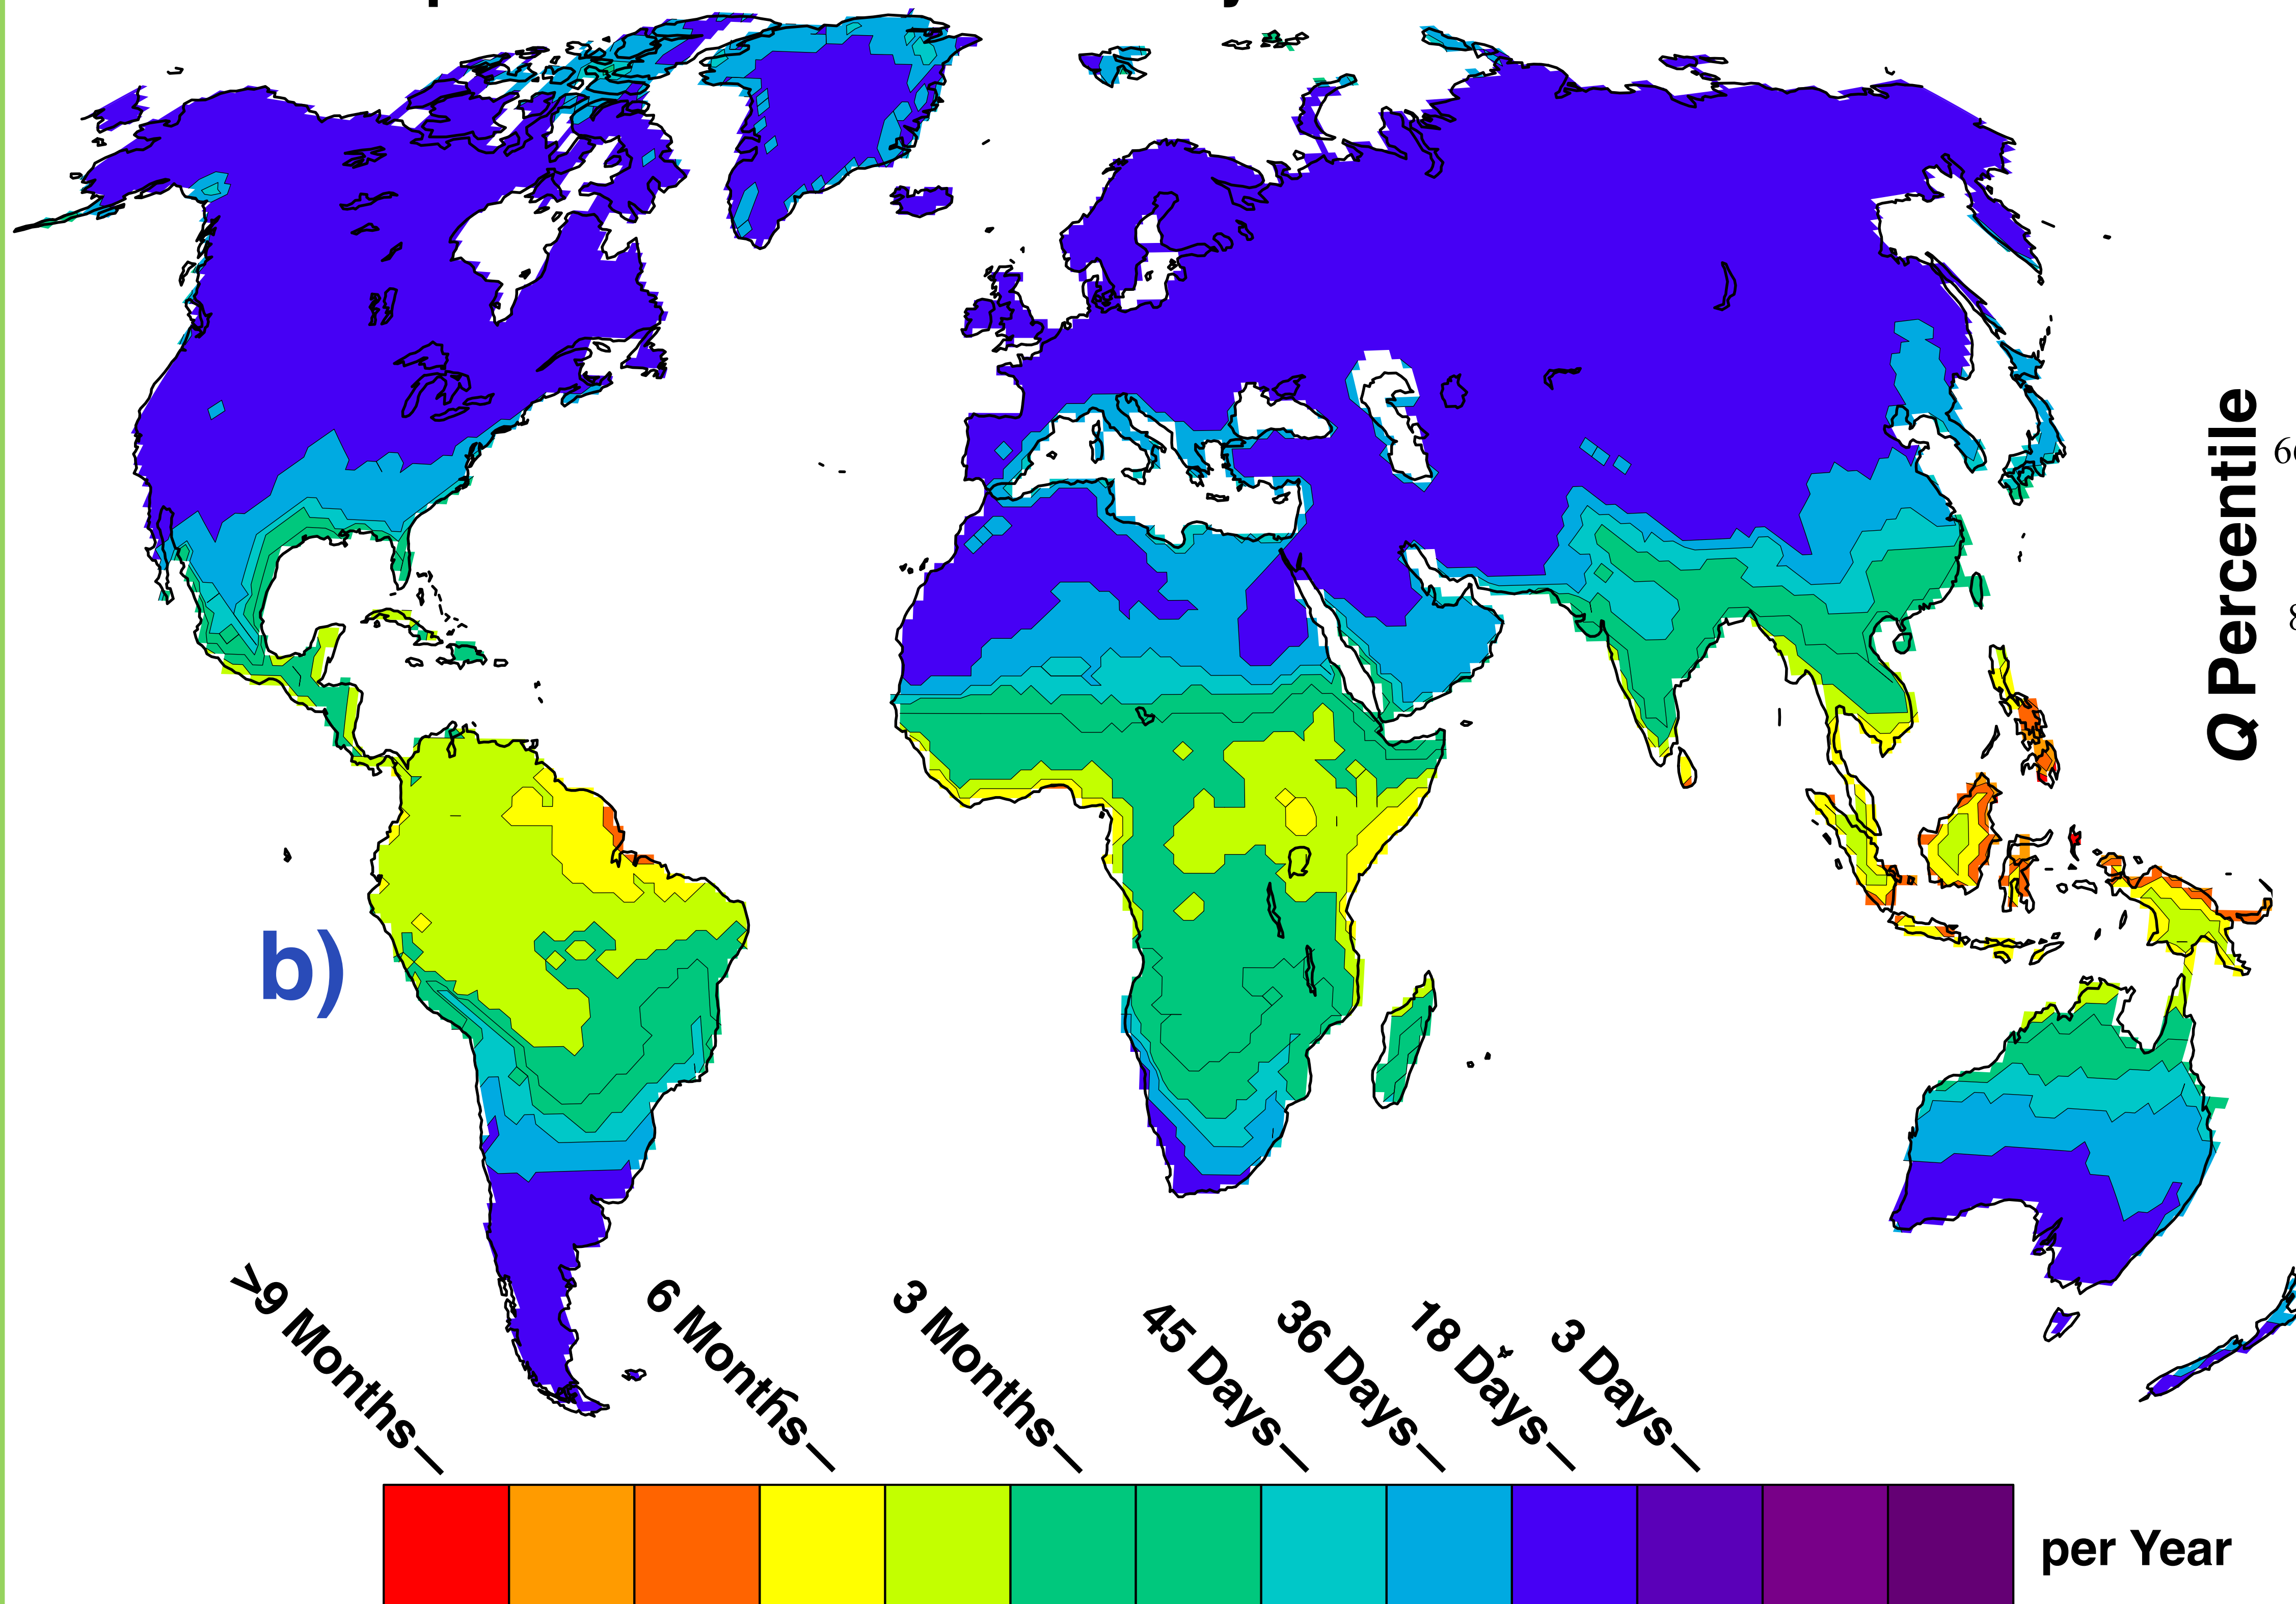 Q Percentile
b)
>9 Months—
6 Months—
3 Months—
45 Days—
36 Days—
18 Days—
3 Days—
per Year